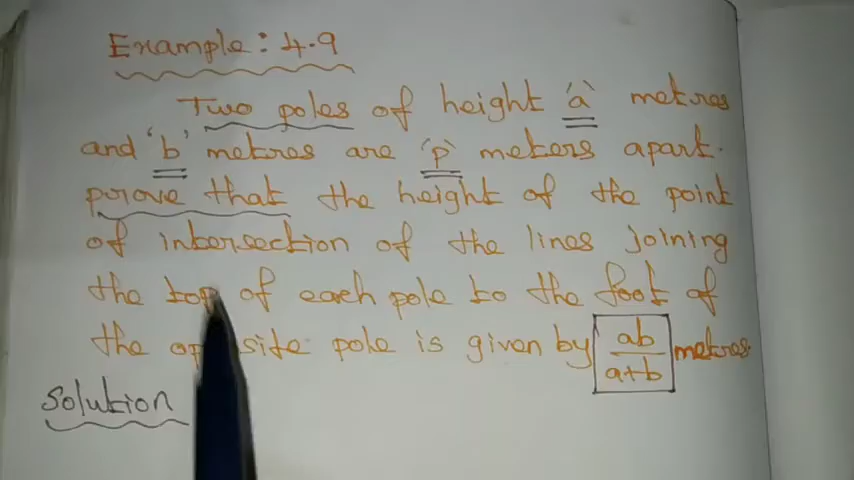 Example: 4.9
Two poles of height 'a' metres
and 'b' metres are 'p' meters apart.
prove that the height of the point
of intersection of the lines joining
the top of each pole to the foot of
the opposite pole is given by ab/a+b metres.
Solution